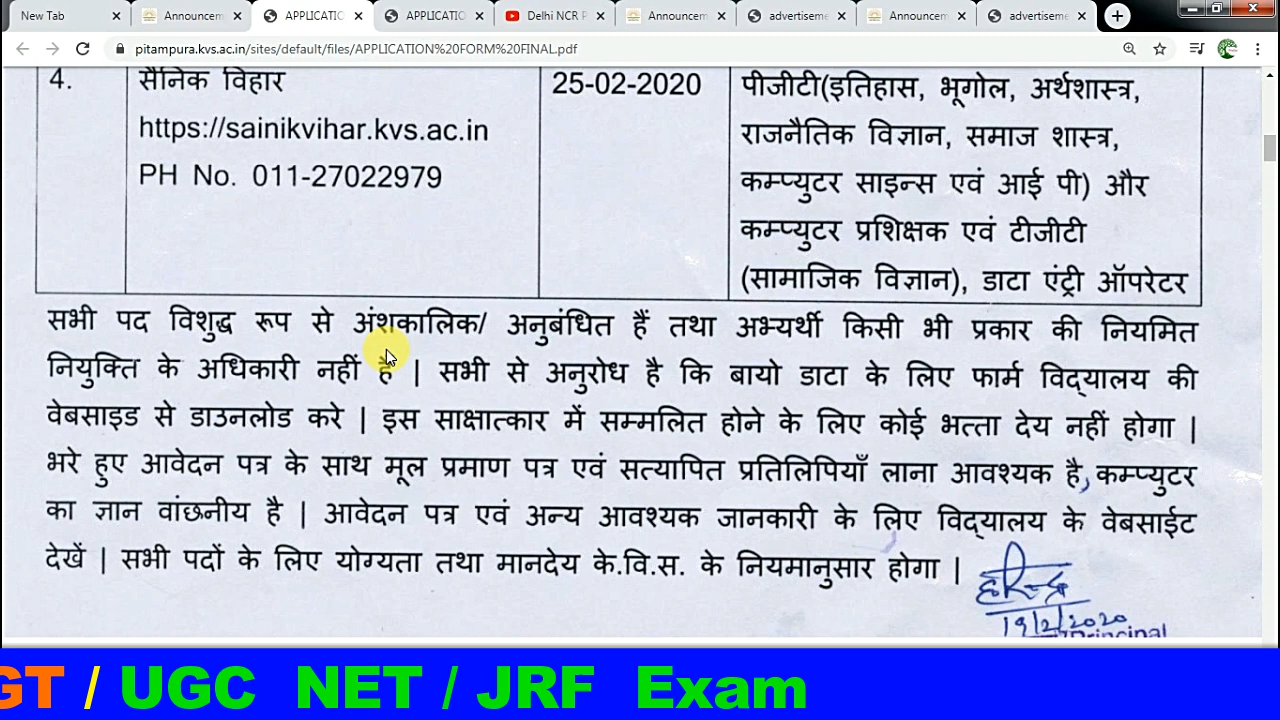 New Tab
Announcem
APPLICATIO
APPLICATIO
Delhi NCR P
Announcem
advertiseme
Announcem
advertiseme
pitampura.kvs.ac.in/sites/default/files/APPLICATION%20FORM%20FINAL.pdf
4. सैनिक विहार 25-02-2020 पीजीटी(इतिहास, भूगोल, अर्थशास्त्र,
https://sainikvihar.kvs.ac.in राजनैतिक विज्ञान, समाज शास्त्र,
PH No. 011-27022979 कम्प्युटर साइन्स एवं आई पी) और
कम्प्युटर प्रशिक्षक एवं टीजीटी
(सामाजिक विज्ञान), डाटा एंट्री ऑपरेटर
सभी पद विशुद्ध रूप से अंशकालिक/ अनुबंधित हैं तथा अभ्यर्थी किसी भी प्रकार की नियमित
नियुक्ति के अधिकारी नहीं है | सभी से अनुरोध है कि बायो डाटा के लिए फार्म विद्यालय की
वेबसाइड से डाउनलोड करे | इस साक्षात्कार में सम्मलित होने के लिए कोई भत्ता देय नहीं होगा |
भरे हुए आवेदन पत्र के साथ मूल प्रमाण पत्र एवं सत्यापित प्रतिलिपियाँ लाना आवश्यक है, कम्प्युटर
का ज्ञान वांछनीय है | आवेदन पत्र एवं अन्य आवश्यक जानकारी के लिए विद्यालय के वेबसाईट
देखें | सभी पदों के लिए योग्यता तथा मानदेय के.वि.स. के नियमानुसार होगा |
19/2/2020
Principal
GT / UGC NET / JRF Exam